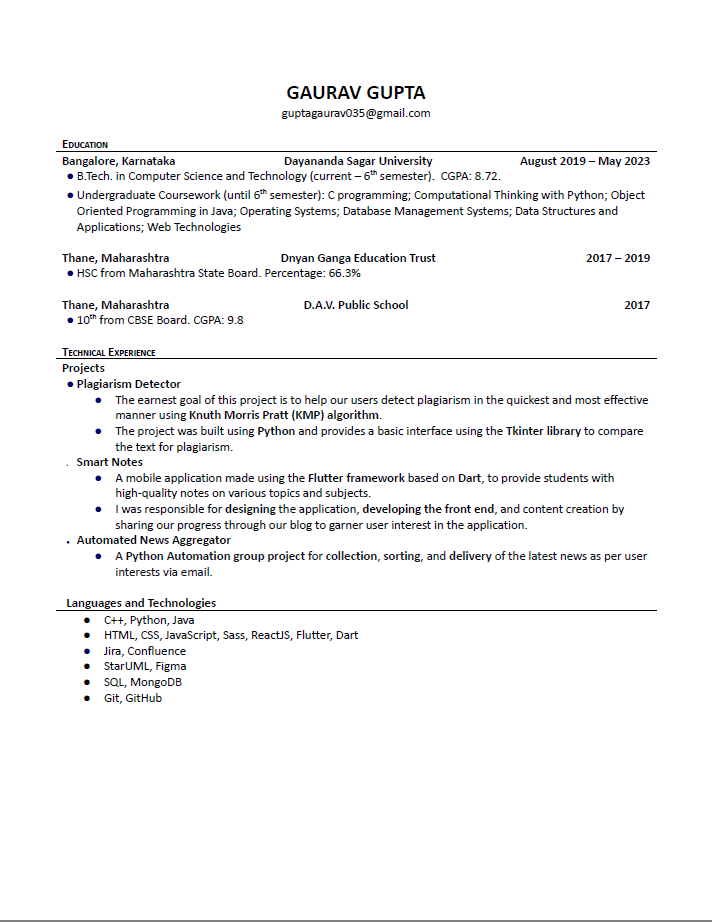 GAURAV GUPTA
guptagaurav035@gmail.com
EDUCATION
Bangalore, Karnataka Dayananda Sagar University August 2019 – May 2023
● B.Tech. in Computer Science and Technology (current – 6th semester). CGPA: 8.72.
● Undergraduate Coursework (until 6th semester): C programming; Computational Thinking with Python; Object
Oriented Programming in Java; Operating Systems; Database Management Systems; Data Structures and
Applications; Web Technologies
Thane, Maharashtra Dnyan Ganga Education Trust 2017 – 2019
● HSC from Maharashtra State Board. Percentage: 66.3%
Thane, Maharashtra D.A.V. Public School 2017
● 10th from CBSE Board. CGPA: 9.8
TECHNICAL EXPERIENCE
Projects
● Plagiarism Detector
● The earnest goal of this project is to help our users detect plagiarism in the quickest and most effective
manner using Knuth Morris Pratt (KMP) algorithm.
● The project was built using Python and provides a basic interface using the Tkinter library to compare
the text for plagiarism.
. Smart Notes
● A mobile application made using the Flutter framework based on Dart, to provide students with
high-quality notes on various topics and subjects.
● I was responsible for designing the application, developing the front end, and content creation by
sharing our progress through our blog to garner user interest in the application.
. Automated News Aggregator
● A Python Automation group project for collection, sorting, and delivery of the latest news as per user
interests via email.
Languages and Technologies
● C++, Python, Java
● HTML, CSS, JavaScript, Sass, ReactJS, Flutter, Dart
● Jira, Confluence
● StarUML, Figma
● SQL, MongoDB
● Git, GitHub